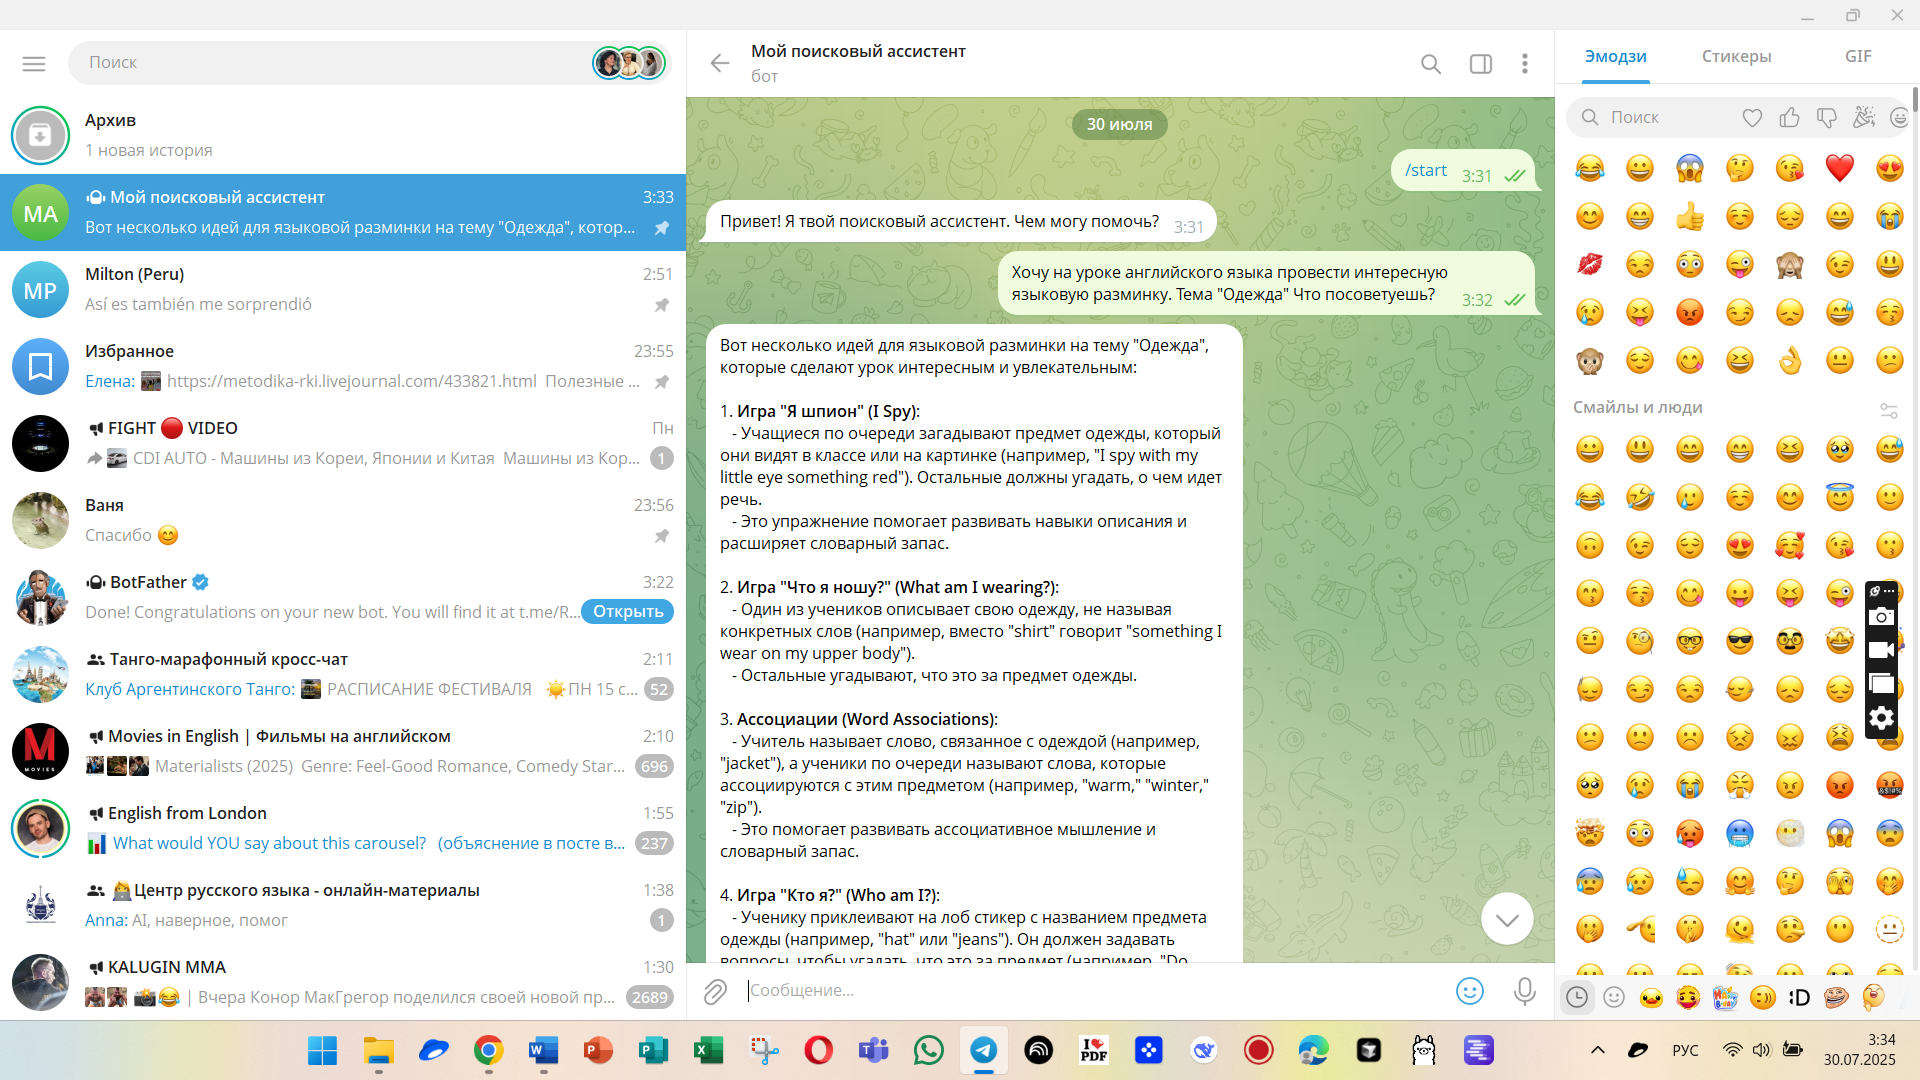 Поиск
Архив
1 новая история
MA
Мой поисковый ассистент 3:33
Вот несколько идей для языковой разминки на тему "Одежда", котор...
MP
Milton (Peru) 2:51
Así es también me sorprendió
Избранное 23:55
Елена: https://metodika-rki.livejournal.com/433821.html Полезные ...
FIGHT 🔴 VIDEO Пн
CDI AUTO - Машины из Кореи, Японии и Китая Машины из Кор... 1
Ваня 23:56
Спасибо 😊
BotFather 3:22
Done! Congratulations on your new bot. You will find it at t.me/R... Открыть
Танго-марафонный кросс-чат 2:11
Клуб Аргентинского Танго: РАСПИСАНИЕ ФЕСТИВАЛЯ ☀️ПН 15 с... 52
Movies in English | Фильмы на английском 2:10
MOVIES
Materialists (2025) Genre: Feel-Good Romance, Comedy Star... 696
English from London 1:55
📊 What would YOU say about this carousel? (объяснение в посте в... 237
Центр русского языка - онлайн-материалы 1:38
Anna: AI, наверное, помог 1
KALUGIN MMA 1:30
📸😂 | Вчера Конор МакГрегор поделился своей новой пр... 2689
Мой поисковый ассистент
бот
30 июля
/start 3:31
Привет! Я твой поисковый ассистент. Чем могу помочь? 3:31
Хочу на уроке английского языка провести интересную
языковую разминку. Тема "Одежда" Что посоветуешь? 3:32
Вот несколько идей для языковой разминки на тему "Одежда",
которые сделают урок интересным и увлекательным:
1. Игра "Я шпион" (I Spy):
- Учащиеся по очереди загадывают предмет одежды, который
они видят в классе или на картинке (например, "I spy with my
little eye something red"). Остальные должны угадать, о чем идет
речь.
- Это упражнение помогает развивать навыки описания и
расширяет словарный запас.
2. Игра "Что я ношу?" (What am I wearing?):
- Один из учеников описывает свою одежду, не называя
конкретных слов (например, вместо "shirt" говорит "something I
wear on my upper body").
- Остальные угадывают, что это за предмет одежды.
3. Ассоциации (Word Associations):
- Учитель называет слово, связанное с одеждой (например,
"jacket"), а ученики по очереди называют слова, которые
ассоциируются с этим предметом (например, "warm," "winter,"
"zip").
- Это помогает развивать ассоциативное мышление и
словарный запас.
4. Игра "Кто я?" (Who am I?):
- Ученику приклеивают на лоб стикер с названием предмета
одежды (например, "hat" или "jeans"). Он должен задавать
вопросы, чтобы угадать, что это за предмет (например, "Do
Сообщение...
Эмодзи Стикеры GIF
Поиск
Смайлы и люди
:D
I ❤ PDF
РУС
3:34
30.07.2025